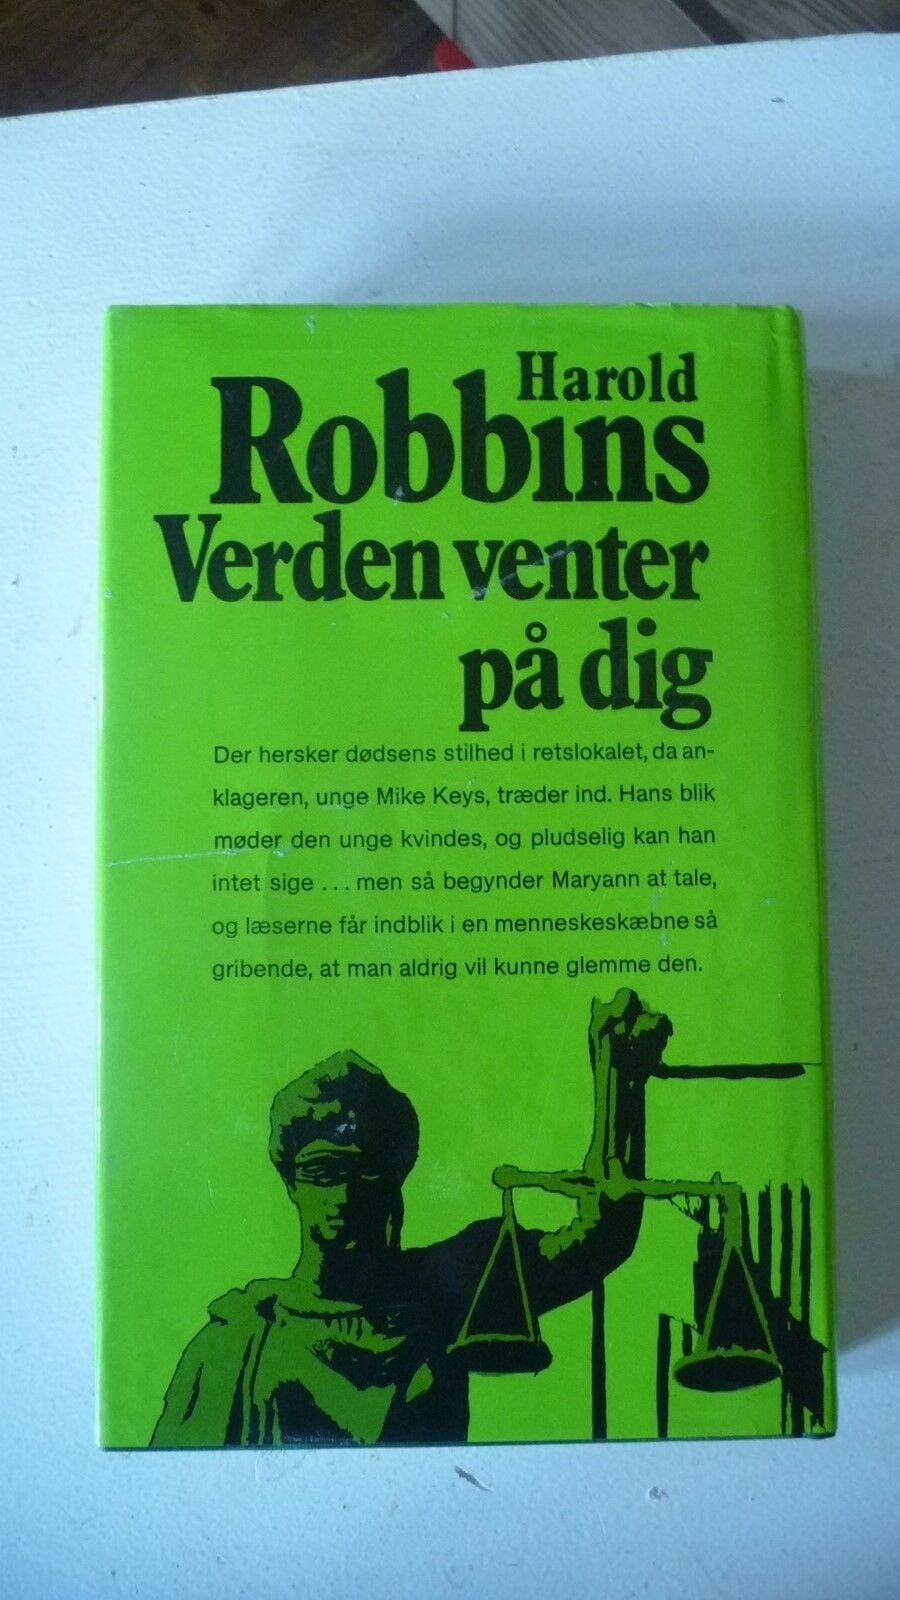 Harold
Robbins
Verden venter
på dig
Der hersker dødsens stilhed i retslokalet, da an-
klageren, unge Mike Keys, træder ind. Hans blik
møder den unge kvindes, og pludselig kan han
intet sige ... men så begynder Maryann at tale,
og læserne får indblik i en menneskeskæbne så
gribende, at man aldrig vil kunne glemme den.